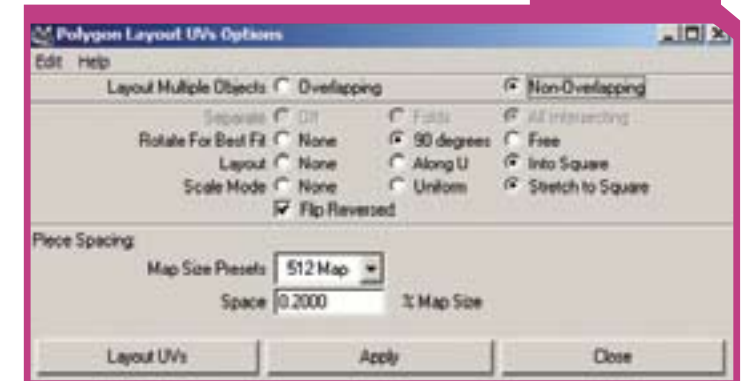 Polygon Layout UVs Options
Edit Help
Layout Multiple Objects Overlapping Non-Overlapping
Separate Off Folds All intersecting
Rotate For Best Fit None 90 degrees Free
Layout None Along U Into Square
Scale Mode None Uniform Stretch to Square
Flip Reversed
Piece Spacing:
Map Size Presets 512 Map
Space 0.2000 % Map Size
Layout UVs Apply Close